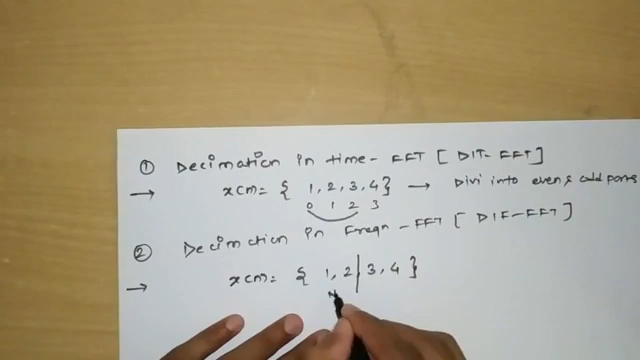 ① Decimation in time - FFT [ DIT- FFT ]
→ x(n)= { 1, 2, 3, 4 } → Divi into even & odd parts
0 1 2 3
② Decimation in Freqn - FFT [ DIF-FFT ]
→ x(n)= { 1, 2, 3, 4 }